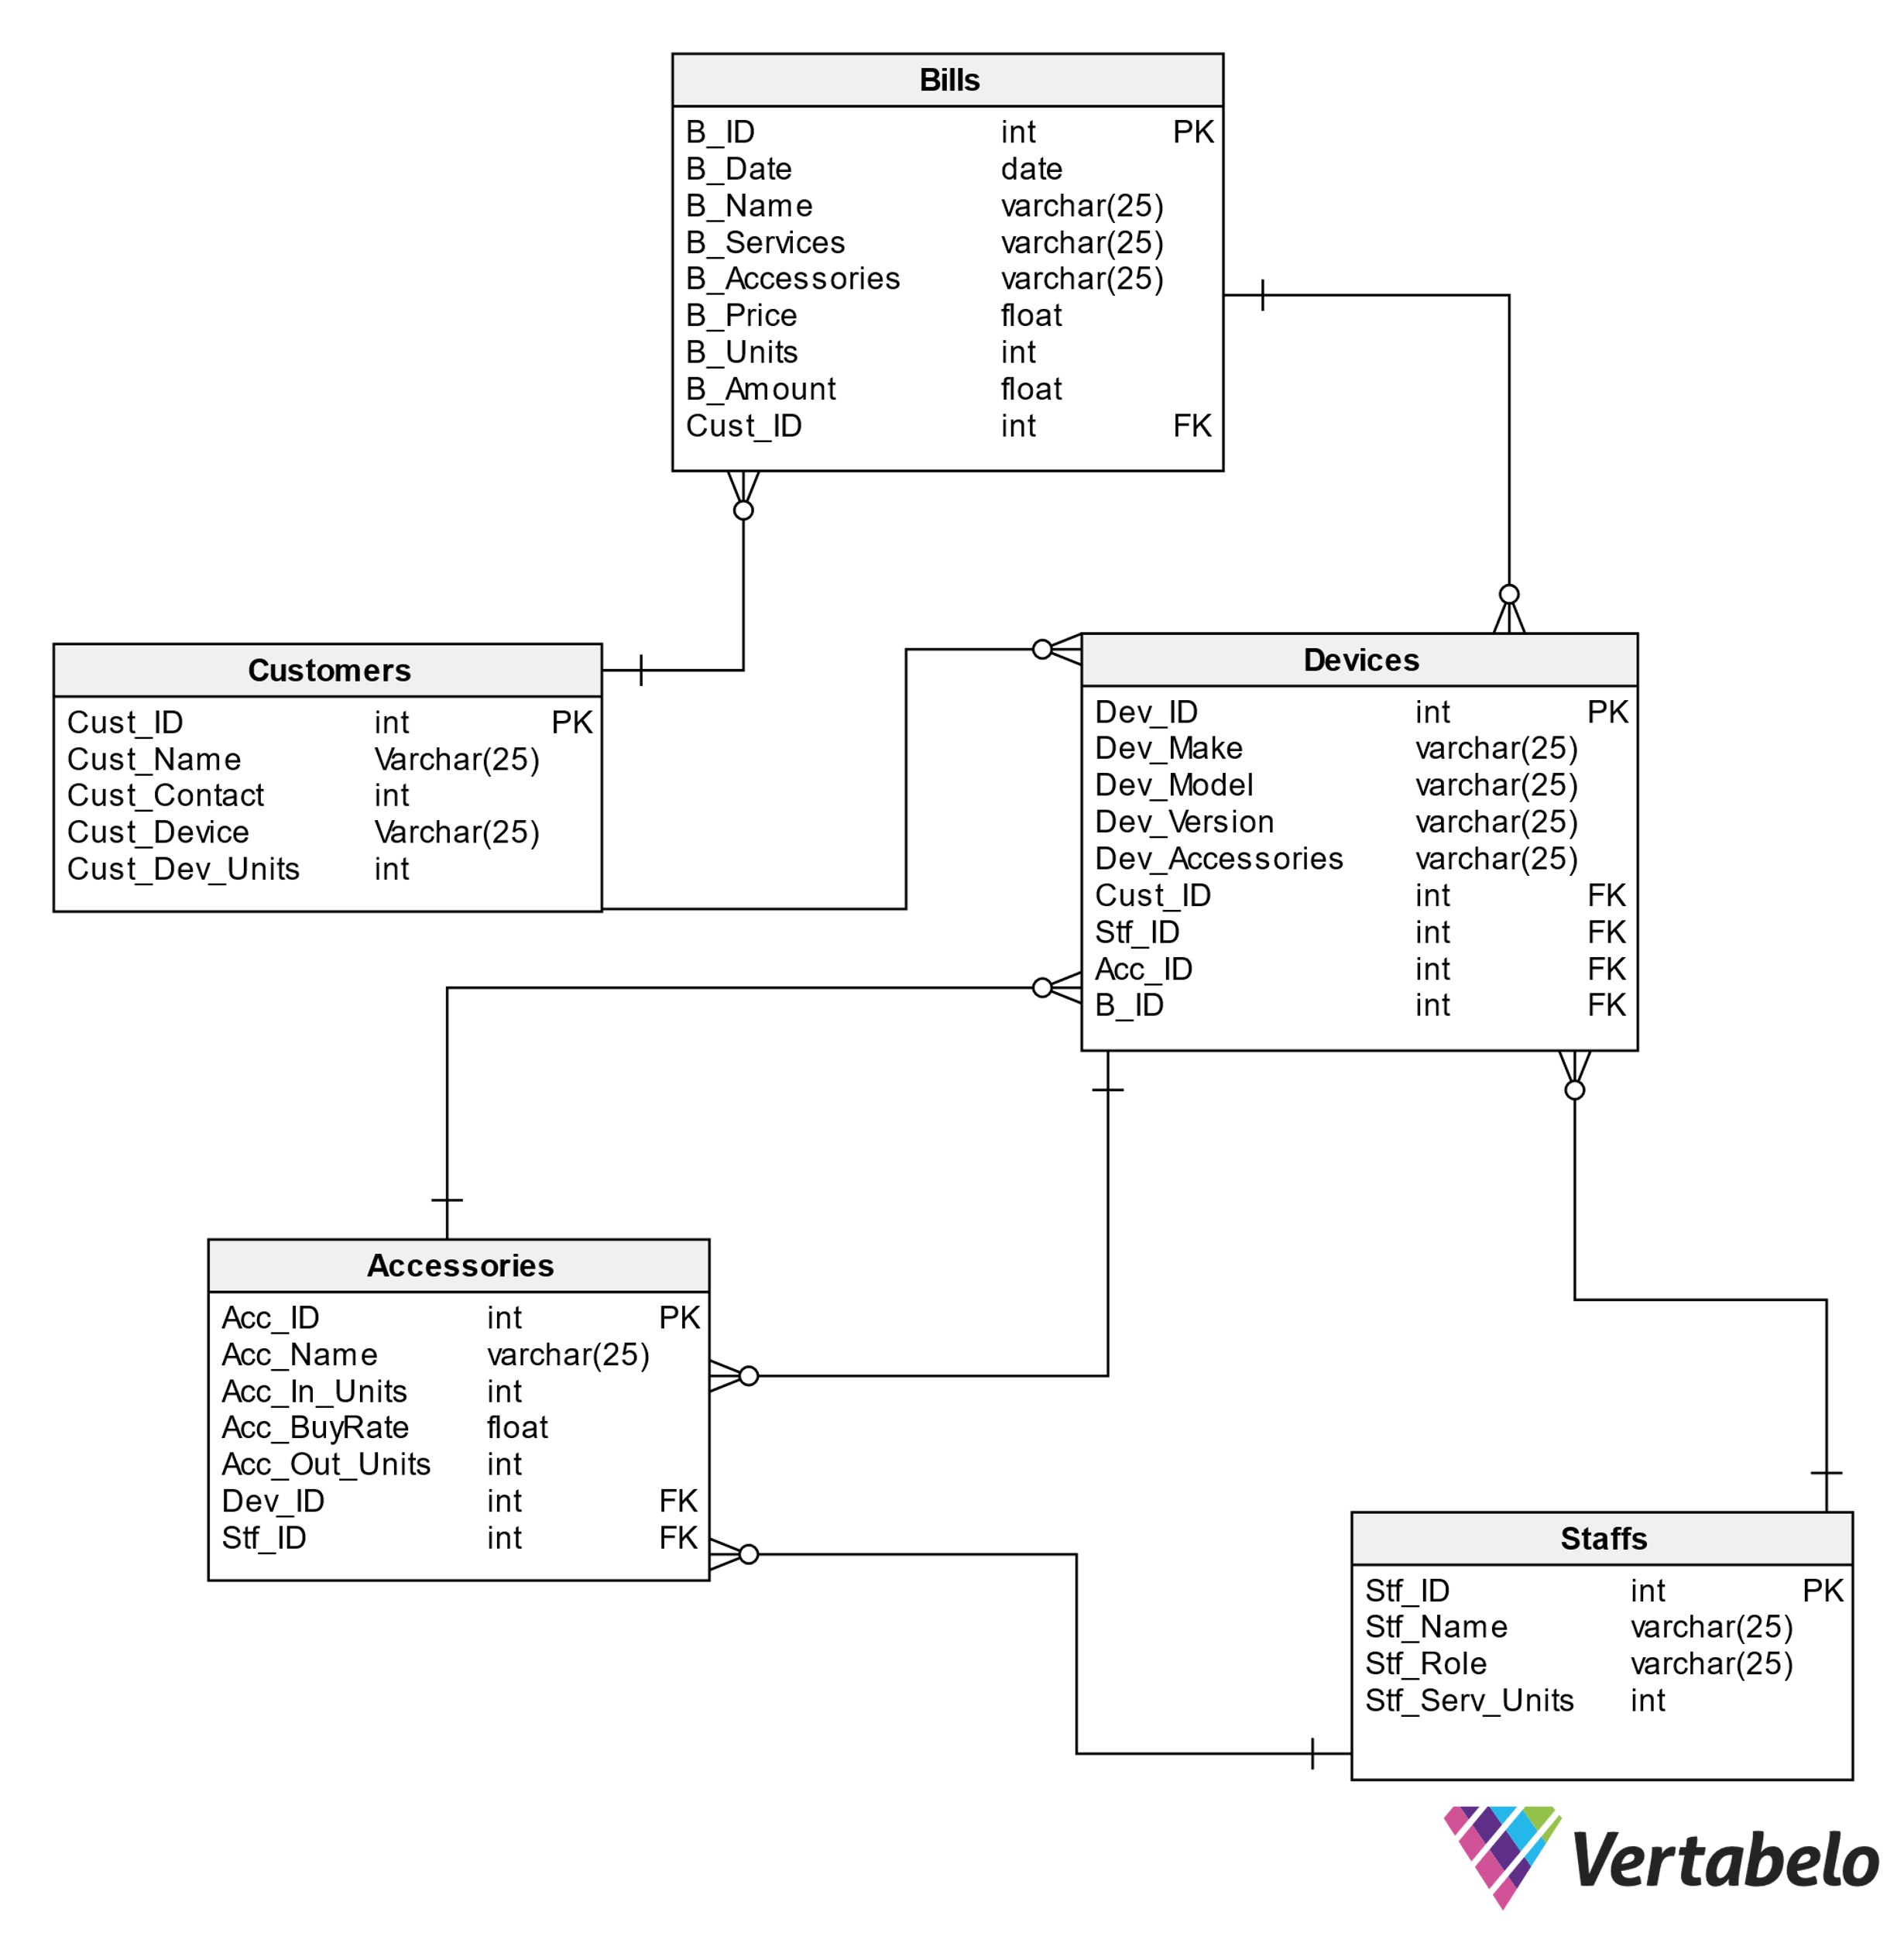 Bills
B_ID int PK
B_Date date
B_Name varchar(25)
B_Services varchar(25)
B_Accessories varchar(25)
B_Price float
B_Units int
B_Amount float
Cust_ID int FK
Customers
Cust_ID int PK
Cust_Name Varchar(25)
Cust_Contact int
Cust_Device Varchar(25)
Cust_Dev_Units int
Devices
Dev_ID int PK
Dev_Make varchar(25)
Dev_Model varchar(25)
Dev_Version varchar(25)
Dev_Accessories varchar(25)
Cust_ID int FK
Stf_ID int FK
Acc_ID int FK
B_ID int FK
Accessories
Acc_ID int PK
Acc_Name varchar(25)
Acc_In_Units int
Acc_BuyRate float
Acc_Out_Units int
Dev_ID int FK
Stf_ID int FK
Staffs
Stf_ID int PK
Stf_Name varchar(25)
Stf_Role varchar(25)
Stf_Serv_Units int
Vertabelo